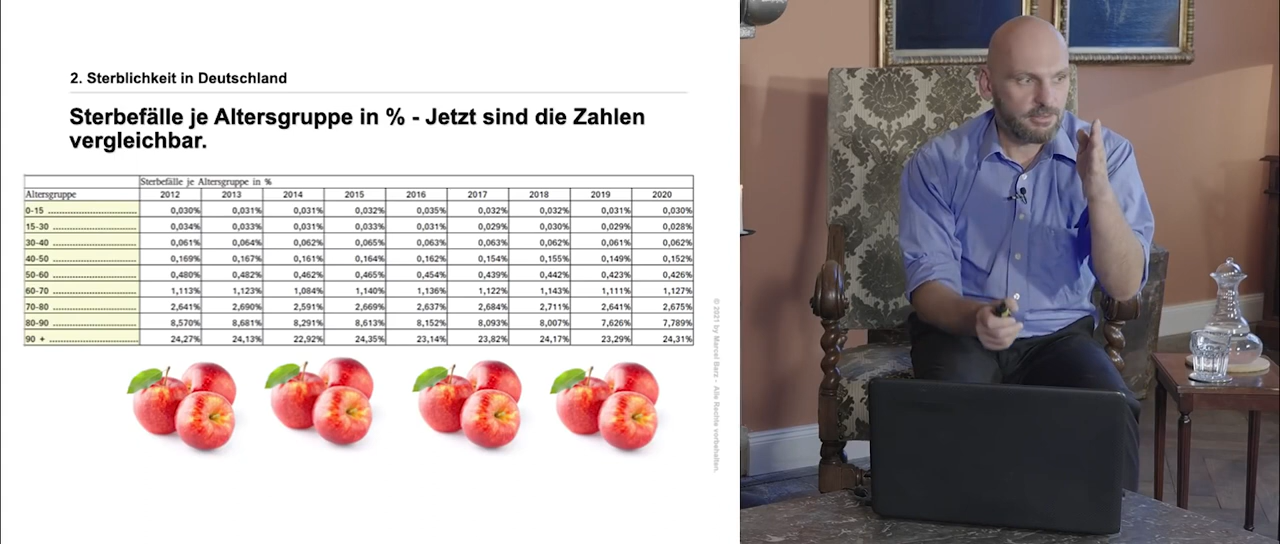 2. Sterblichkeit in Deutschland
Sterbefälle je Altersgruppe in % - Jetzt sind die Zahlen
vergleichbar.
Sterbefälle je Altersgruppe in %
Altersgruppe 2012 2013 2014 2015 2016 2017 2018 2019 2020
0-15 0,030% 0,031% 0,031% 0,032% 0,035% 0,032% 0,032% 0,031% 0,030%
15-30 0,034% 0,033% 0,031% 0,033% 0,031% 0,029% 0,030% 0,029% 0,028%
30-40 0,061% 0,064% 0,062% 0,065% 0,063% 0,063% 0,062% 0,061% 0,062%
40-50 0,169% 0,167% 0,161% 0,164% 0,162% 0,154% 0,155% 0,149% 0,152%
50-60 0,480% 0,482% 0,462% 0,465% 0,454% 0,439% 0,442% 0,423% 0,426%
60-70 1,113% 1,123% 1,084% 1,140% 1,136% 1,122% 1,143% 1,111% 1,127%
70-80 2,641% 2,690% 2,591% 2,669% 2,637% 2,684% 2,711% 2,641% 2,675%
80-90 8,570% 8,681% 8,291% 8,613% 8,152% 8,093% 8,007% 7,626% 7,789%
90 + 24,27% 24,13% 22,92% 24,35% 23,14% 23,82% 24,17% 23,29% 24,31%
© 2021 by Marcel Barz - Alle Rechte vorbehalten.